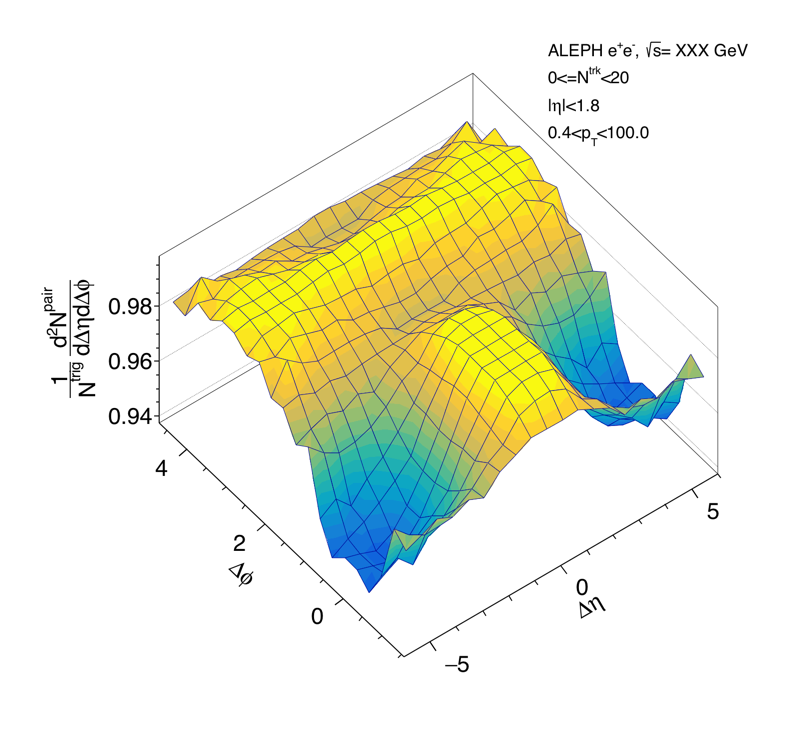 ALEPH e⁺e⁻, √s= XXX GeV
0<=N^trk<20
|η|<1.8
0.4<p_T<100.0
1/N^trig d²N^pair/dΔηdΔϕ
0.98
0.96
0.94
4
2
0
Δϕ
−5
0
5
Δη